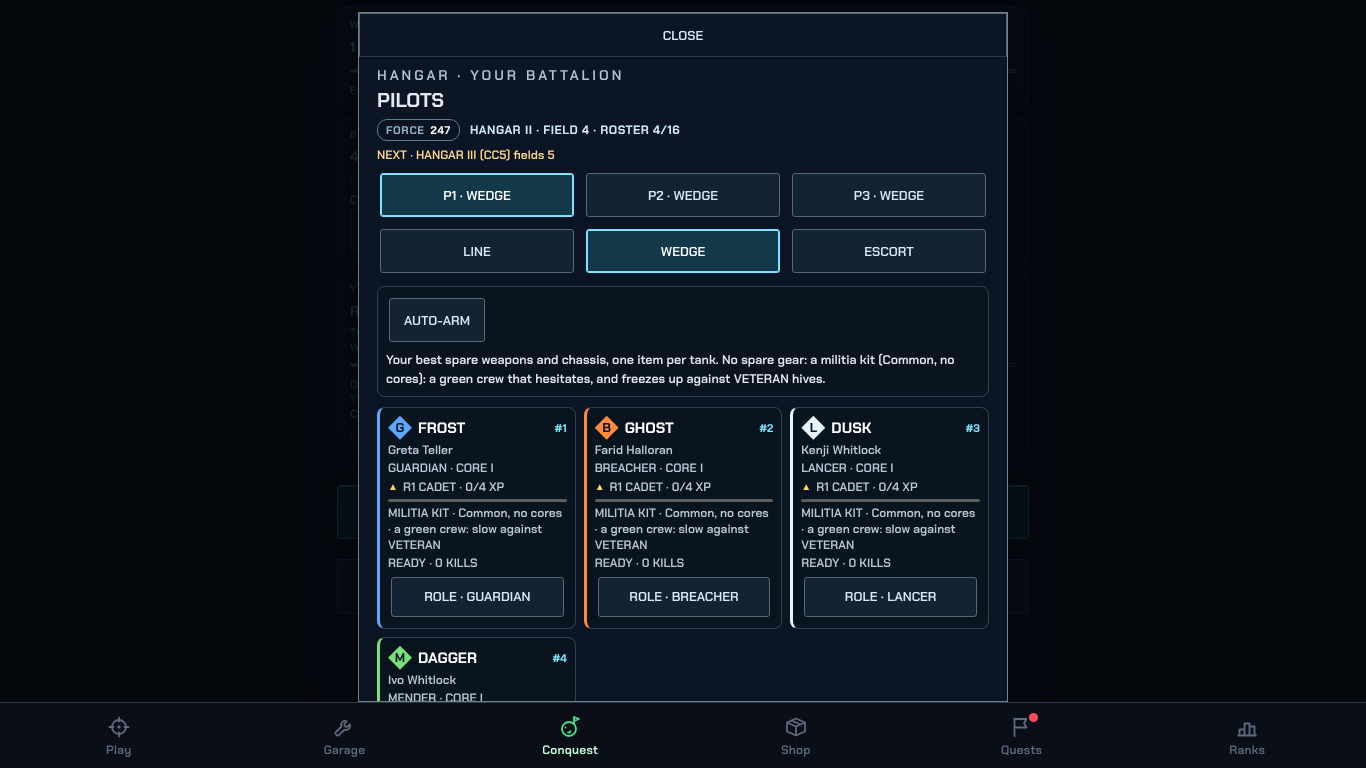 CLOSE
HANGAR · YOUR BATTALION
PILOTS
FORCE 247 HANGAR II · FIELD 4 · ROSTER 4/16
NEXT · HANGAR III (CC5) fields 5
P1 · WEDGE
P2 · WEDGE
P3 · WEDGE
LINE
WEDGE
ESCORT
AUTO-ARM
Your best spare weapons and chassis, one item per tank. No spare gear: a militia kit (Common, no
cores): a green crew that hesitates, and freezes up against VETERAN hives.
G FROST #1
Greta Teller
GUARDIAN · CORE I
▲ R1 CADET · 0/4 XP
MILITIA KIT · Common, no cores
· a green crew: slow against
VETERAN
READY · 0 KILLS
ROLE · GUARDIAN
B GHOST #2
Farid Halloran
BREACHER · CORE I
▲ R1 CADET · 0/4 XP
MILITIA KIT · Common, no cores
· a green crew: slow against
VETERAN
READY · 0 KILLS
ROLE · BREACHER
L DUSK #3
Kenji Whitlock
LANCER · CORE I
▲ R1 CADET · 0/4 XP
MILITIA KIT · Common, no cores
· a green crew: slow against
VETERAN
READY · 0 KILLS
ROLE · LANCER
M DAGGER #4
Ivo Whitlock
MENDER · CORE I
Play
Garage
Conquest
Shop
Quests
Ranks